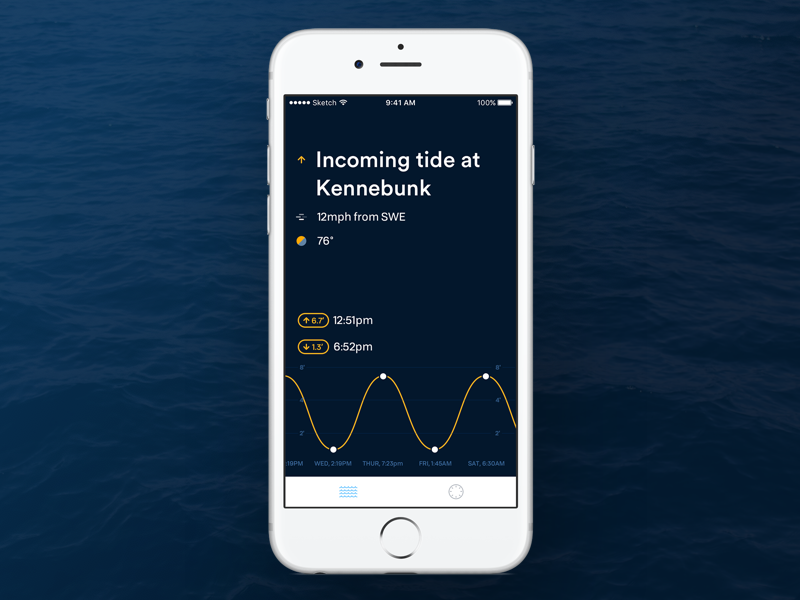 Sketch 9:41 AM 100%
Incoming tide at
Kennebunk
12mph from SWE
76°
6.7' 12:51pm
1.3' 6:52pm
8' 8'
4' 4'
2' 2'
19PM WED, 2:19PM THUR, 7:23pm FRI, 1:45AM SAT, 8:30AM